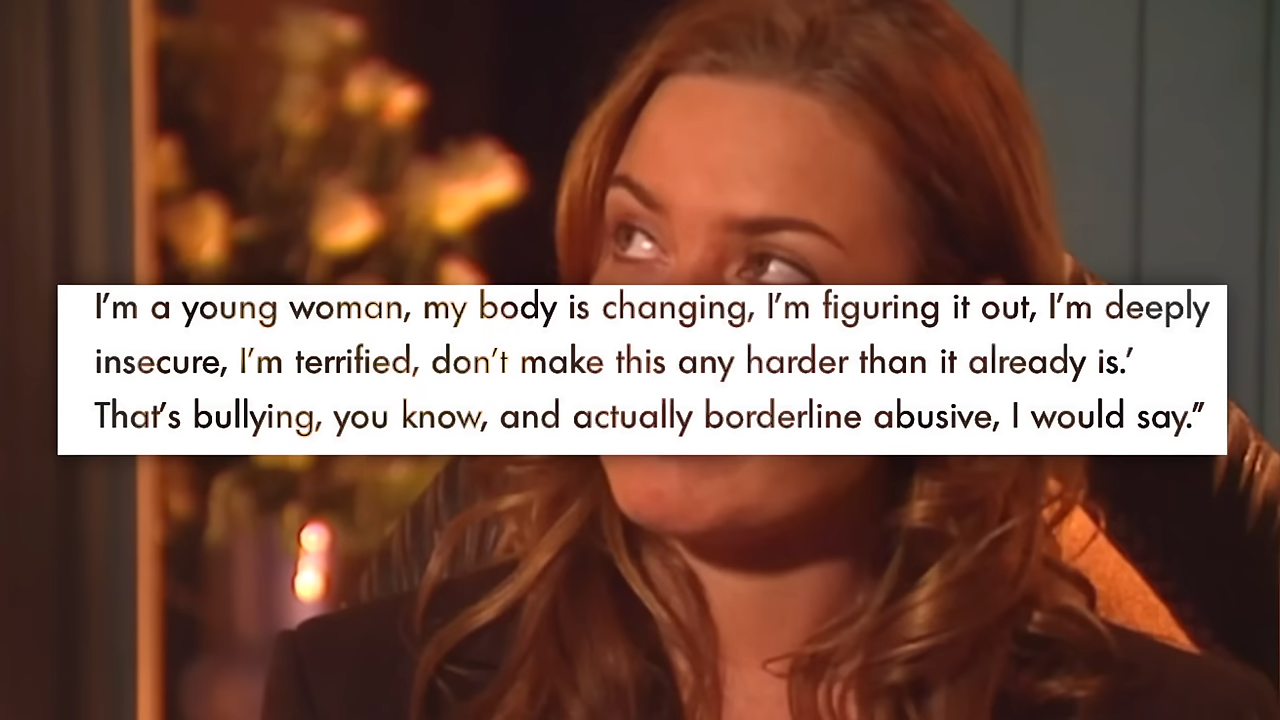 I’m a young woman, my body is changing, I’m figuring it out, I’m deeply
insecure, I’m terrified, don’t make this any harder than it already is.’
That’s bullying, you know, and actually borderline abusive, I would say.”